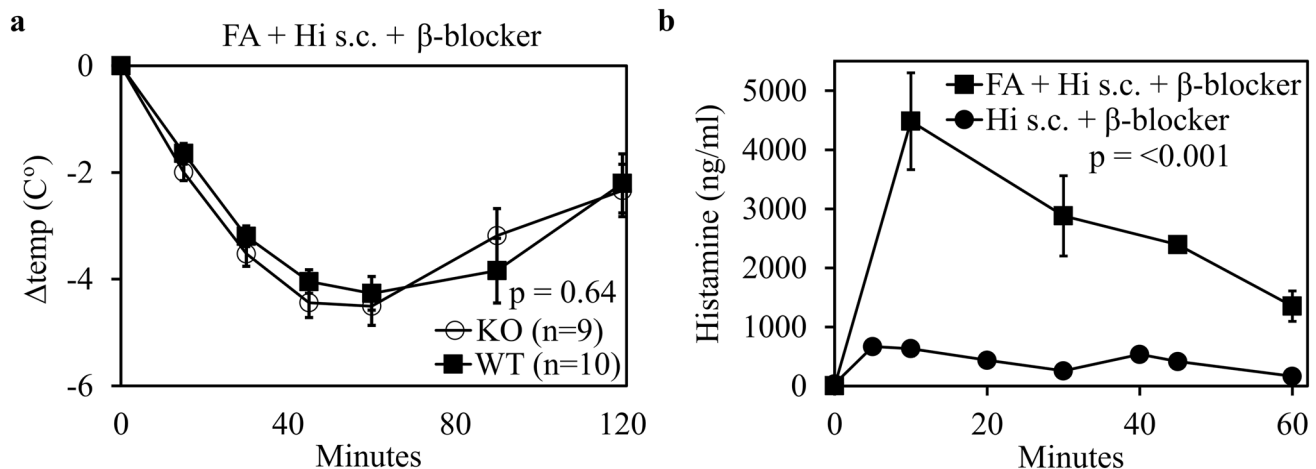 a
FA + Hi s.c. + β-blocker
0
-2
-4
-6
Δtemp (Cº)
p = 0.64
KO (n=9)
WT (n=10)
0
40
80
120
Minutes
b
5000
4000
3000
2000
1000
0
Histamine (ng/ml)
FA + Hi s.c. + β-blocker
Hi s.c. + β-blocker
p = <0.001
0
20
40
60
Minutes